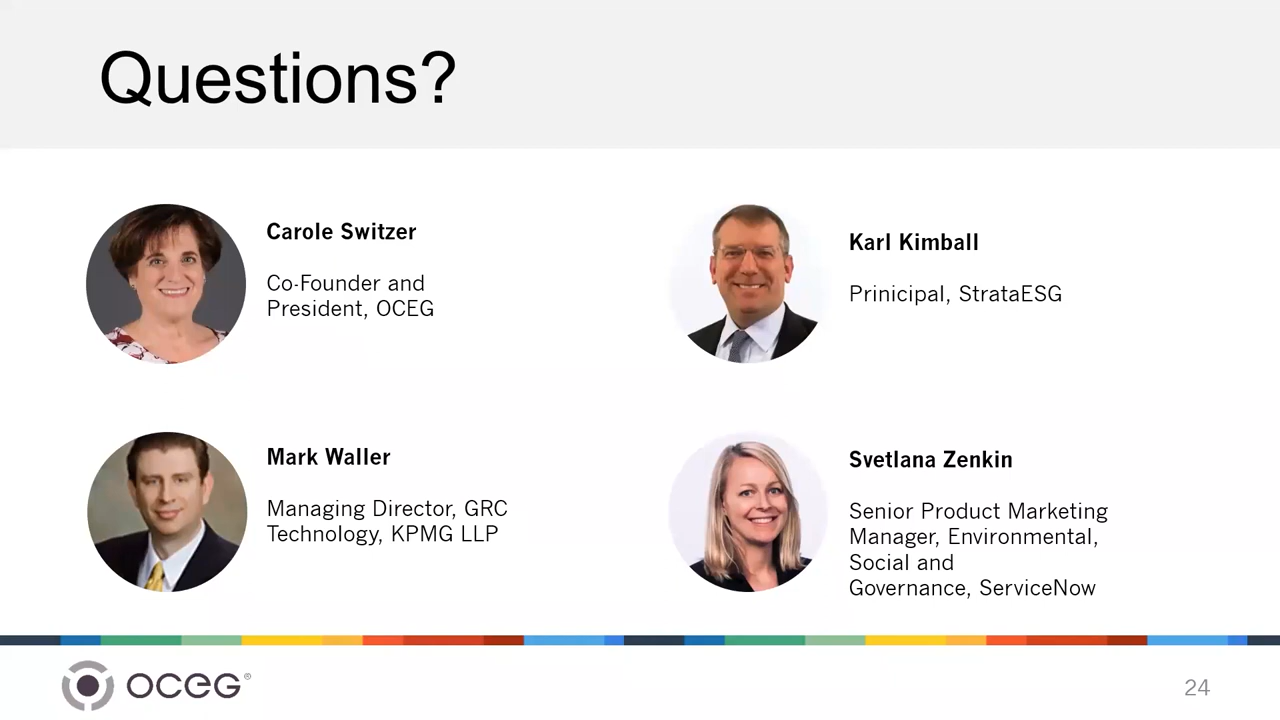 Questions?
Carole Switzer
Co-Founder and
President, OCEG
Karl Kimball
Prinicipal, StrataESG
Mark Waller
Managing Director, GRC
Technology, KPMG LLP
Svetlana Zenkin
Senior Product Marketing
Manager, Environmental,
Social and
Governance, ServiceNow
OCEG®
24